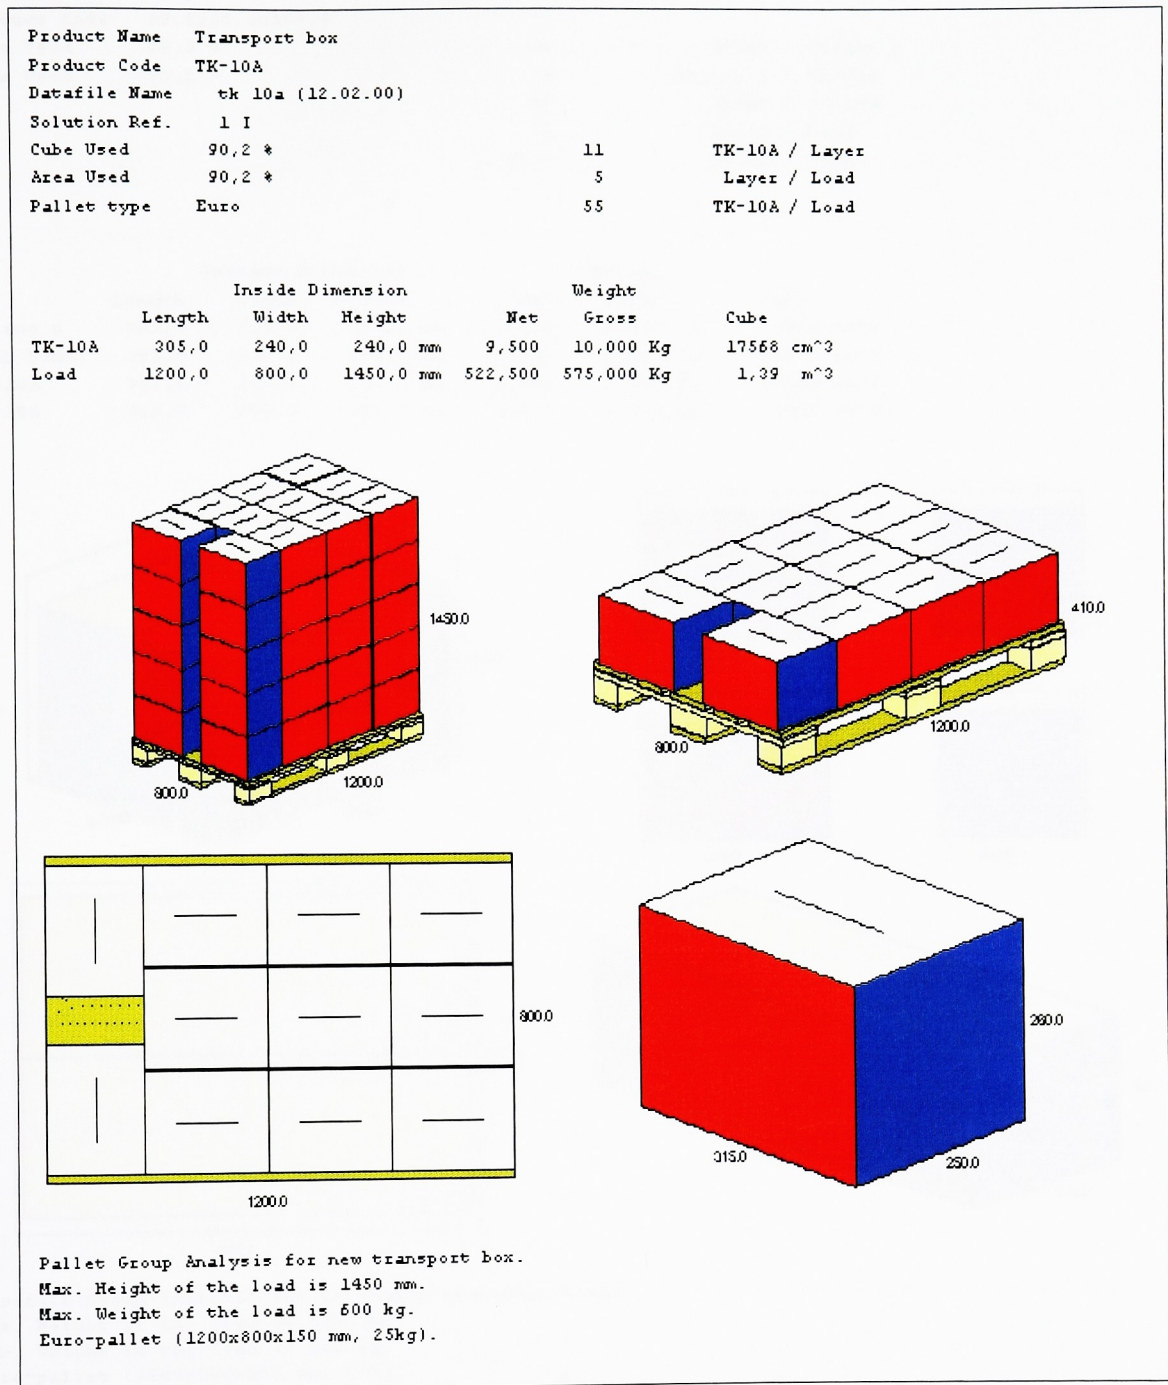 Product Name Transport box
Product Code TK-10A
Datafile Name tk 10a (12.02.00)
Solution Ref. 1 I
Cube Used 90,2 % 11 TK-10A / Layer
Area Used 90,2 % 5 Layer / Load
Pallet type Euro 55 TK-10A / Load
Inside Dimension Weight
Length Width Height Net Gross Cube
TK-10A 305,0 240,0 240,0 mm 9,500 10,000 Kg 17568 cm^3
Load 1200,0 800,0 1450,0 mm 522,500 575,000 Kg 1,39 m^3
1450.0
800.0
1200.0
410.0
800.0
1200.0
800.0
1200.0
260.0
315.0
250.0
Pallet Group Analysis for new transport box.
Max. Height of the load is 1450 mm.
Max. Weight of the load is 600 kg.
Euro-pallet (1200x800x150 mm, 25kg).